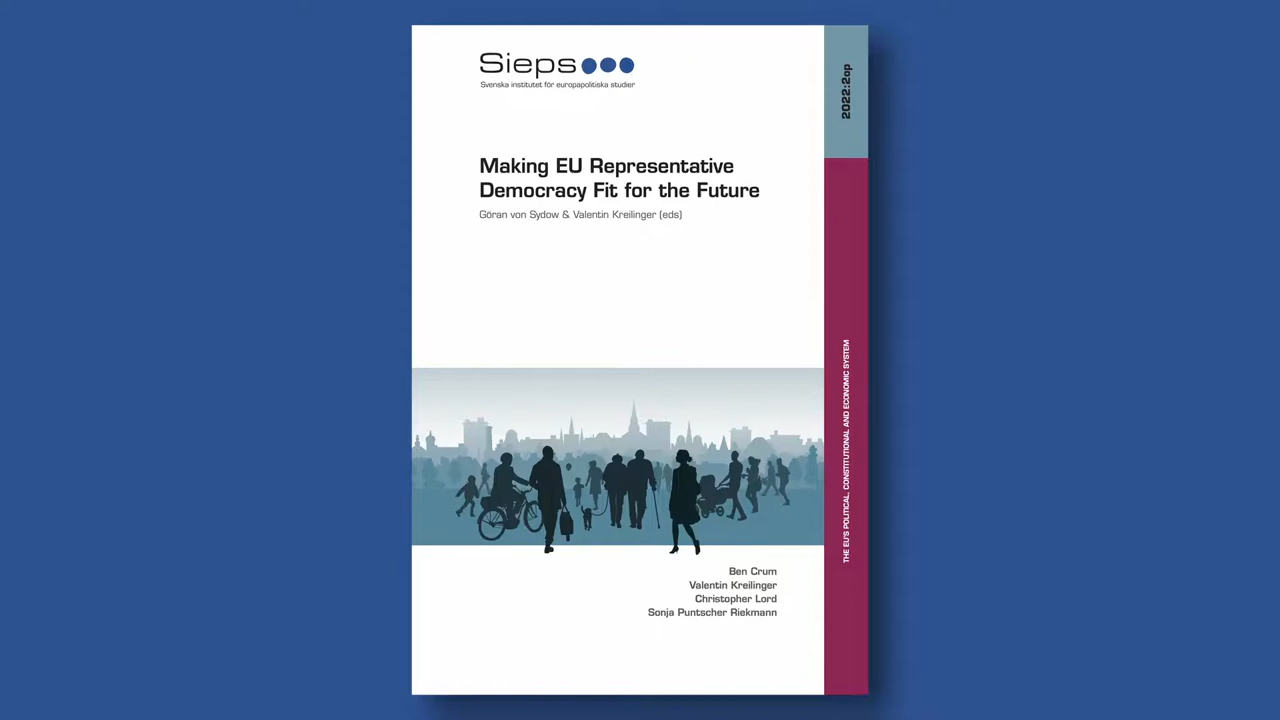 Sieps
Svenska institutet för europapolitiska studier
2022:2op
Making EU Representative
Democracy Fit for the Future
Göran von Sydow & Valentin Kreilinger (eds)
THE EU'S POLITICAL, CONSTITUTIONAL AND ECONOMIC SYSTEM
Ben Crum
Valentin Kreilinger
Christopher Lord
Sonja Puntscher Riekmann